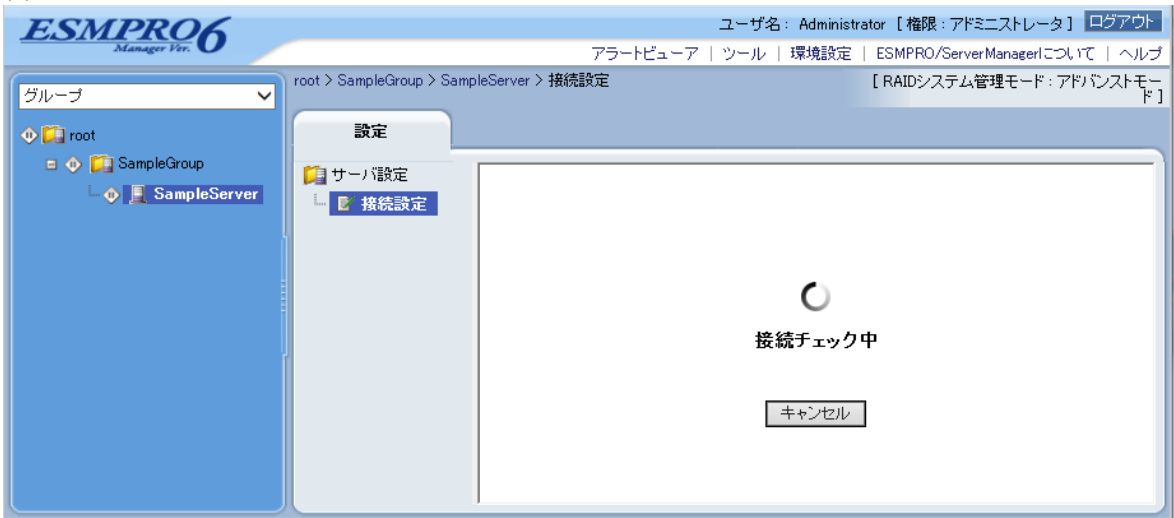 ESMPRO6
Manager Ver.
ユーザ名： Administrator [ 権限：アドミニストレータ ] ログアウト
アラートビューア | ツール | 環境設定 | ESMPRO/ServerManagerについて | ヘルプ
グループ
root
SampleGroup
SampleServer
root > SampleGroup > SampleServer > 接続設定
[ RAIDシステム管理モード：アドバンストモー
ド ]
設定
サーバ設定
接続設定
接続チェック中
キャンセル